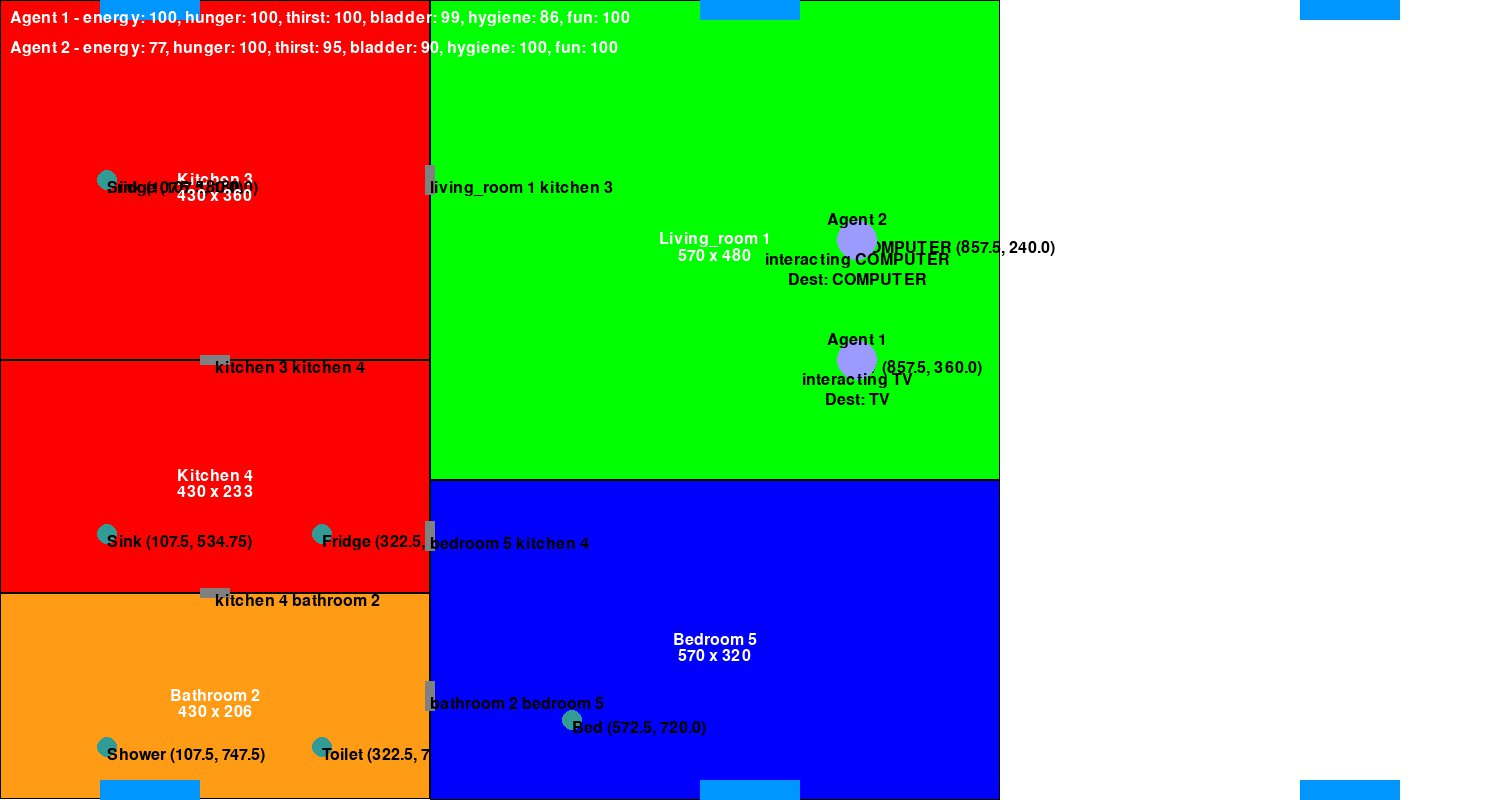 Agent 1 - energy: 100, hunger: 100, thirst: 100, bladder: 99, hygiene: 86, fun: 100
Agent 2 - energy: 77, hunger: 100, thirst: 95, bladder: 90, hygiene: 100, fun: 100
Kitchen 3
430 x 360
living_room 1 kitchen 3
Agent 2
Living_room 1
570 x 480
OMPUTER (857.5, 240.0)
interacting COMPUTER
Dest: COMPUTER
Agent 1
(857.5, 360.0)
interacting TV
Dest: TV
kitchen 3 kitchen 4
Kitchen 4
430 x 233
Sink (107.5, 534.75)
Fridge (322.5,
bedroom 5 kitchen 4
kitchen 4 bathroom 2
Bedroom 5
570 x 320
Bathroom 2
430 x 206
bathroom 2 bedroom 5
Bed (572.5, 720.0)
Shower (107.5, 747.5)
Toilet (322.5, 7